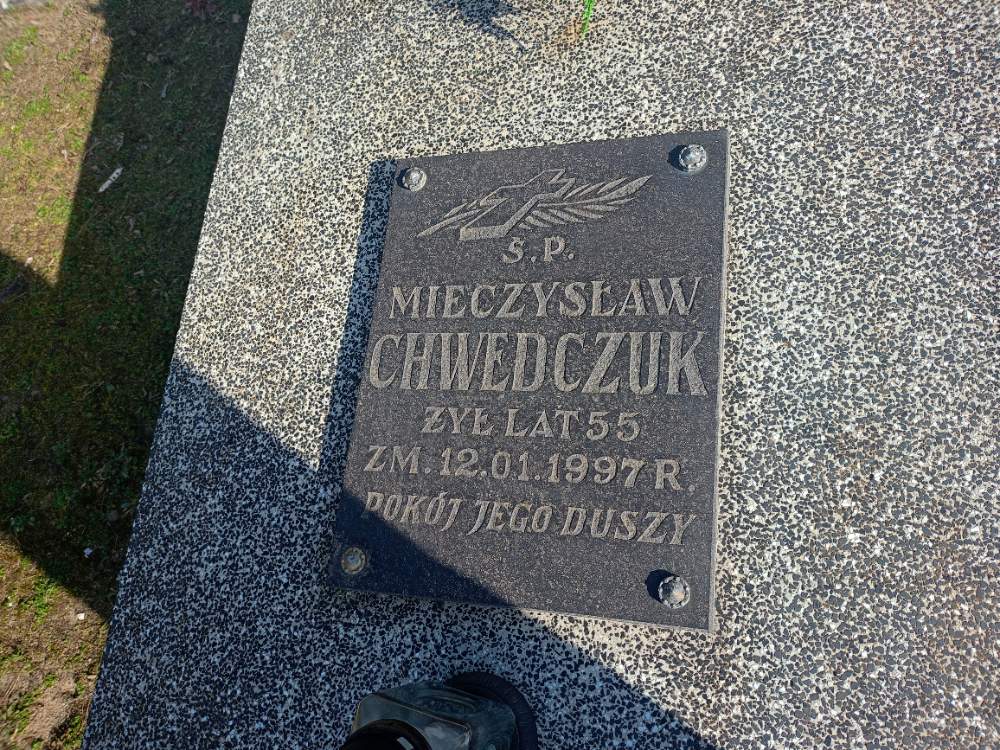 Ś.P.
MIECZYSŁAW
CHWEDCZUK
ŻYŁ LAT 55
ZM. 12.01.1997 R.
POKÓJ JEGO DUSZY